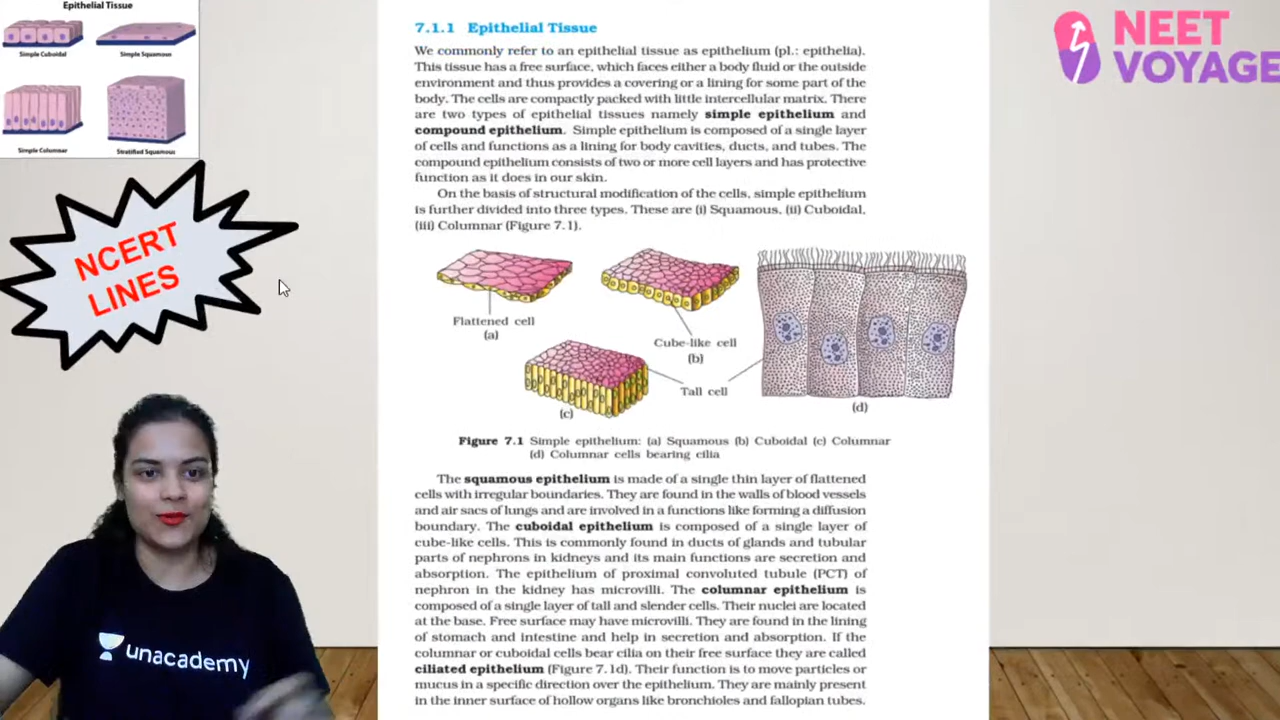 Epithelial Tissue
Simple Cuboidal
Simple Squamous
Simple Columnar
Stratified Squamous
NCERT
LINES
unacademy
7.1.1 Epithelial Tissue
We commonly refer to an epithelial tissue as epithelium (pl.: epithelia).
This tissue has a free surface, which faces either a body fluid or the outside
environment and thus provides a covering or a lining for some part of the
body. The cells are compactly packed with little intercellular matrix. There
are two types of epithelial tissues namely simple epithelium and
compound epithelium. Simple epithelium is composed of a single layer
of cells and functions as a lining for body cavities, ducts, and tubes. The
compound epithelium consists of two or more cell layers and has protective
function as it does in our skin.
On the basis of structural modification of the cells, simple epithelium
is further divided into three types. These are (i) Squamous, (ii) Cuboidal,
(iii) Columnar (Figure 7.1).
Flattened cell
(a)
Cube-like cell
(b)
Tall cell
(c)
(d)
Figure 7.1 Simple epithelium: (a) Squamous (b) Cuboidal (c) Columnar
(d) Columnar cells bearing cilia
The squamous epithelium is made of a single thin layer of flattened
cells with irregular boundaries. They are found in the walls of blood vessels
and air sacs of lungs and are involved in a functions like forming a diffusion
boundary. The cuboidal epithelium is composed of a single layer of
cube-like cells. This is commonly found in ducts of glands and tubular
parts of nephrons in kidneys and its main functions are secretion and
absorption. The epithelium of proximal convoluted tubule (PCT) of
nephron in the kidney has microvilli. The columnar epithelium is
composed of a single layer of tall and slender cells. Their nuclei are located
at the base. Free surface may have microvilli. They are found in the lining
of stomach and intestine and help in secretion and absorption. If the
columnar or cuboidal cells bear cilia on their free surface they are called
ciliated epithelium (Figure 7.1d). Their function is to move particles or
mucus in a specific direction over the epithelium. They are mainly present
in the inner surface of hollow organs like bronchioles and fallopian tubes.
NEET
VOYAGE